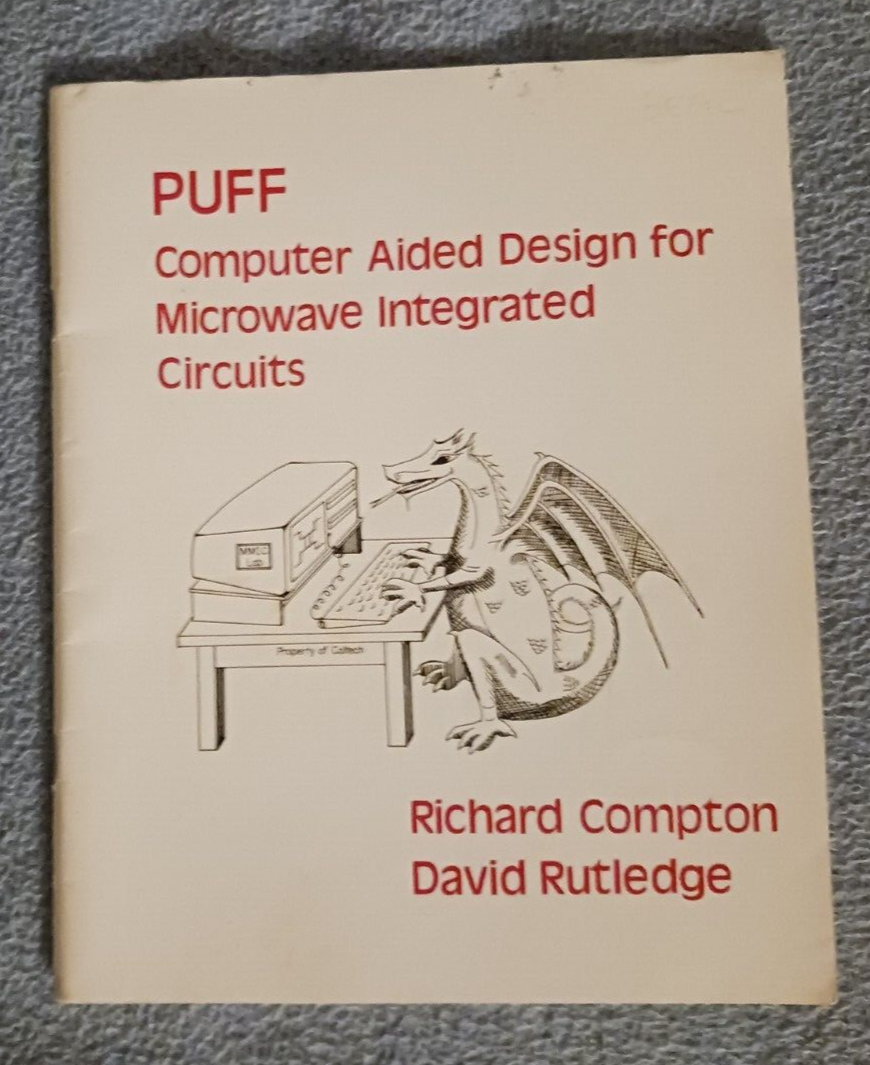 PUFF
Computer Aided Design for
Microwave Integrated
Circuits
MMIC
Lab
Property of Caltech
Richard Compton
David Rutledge